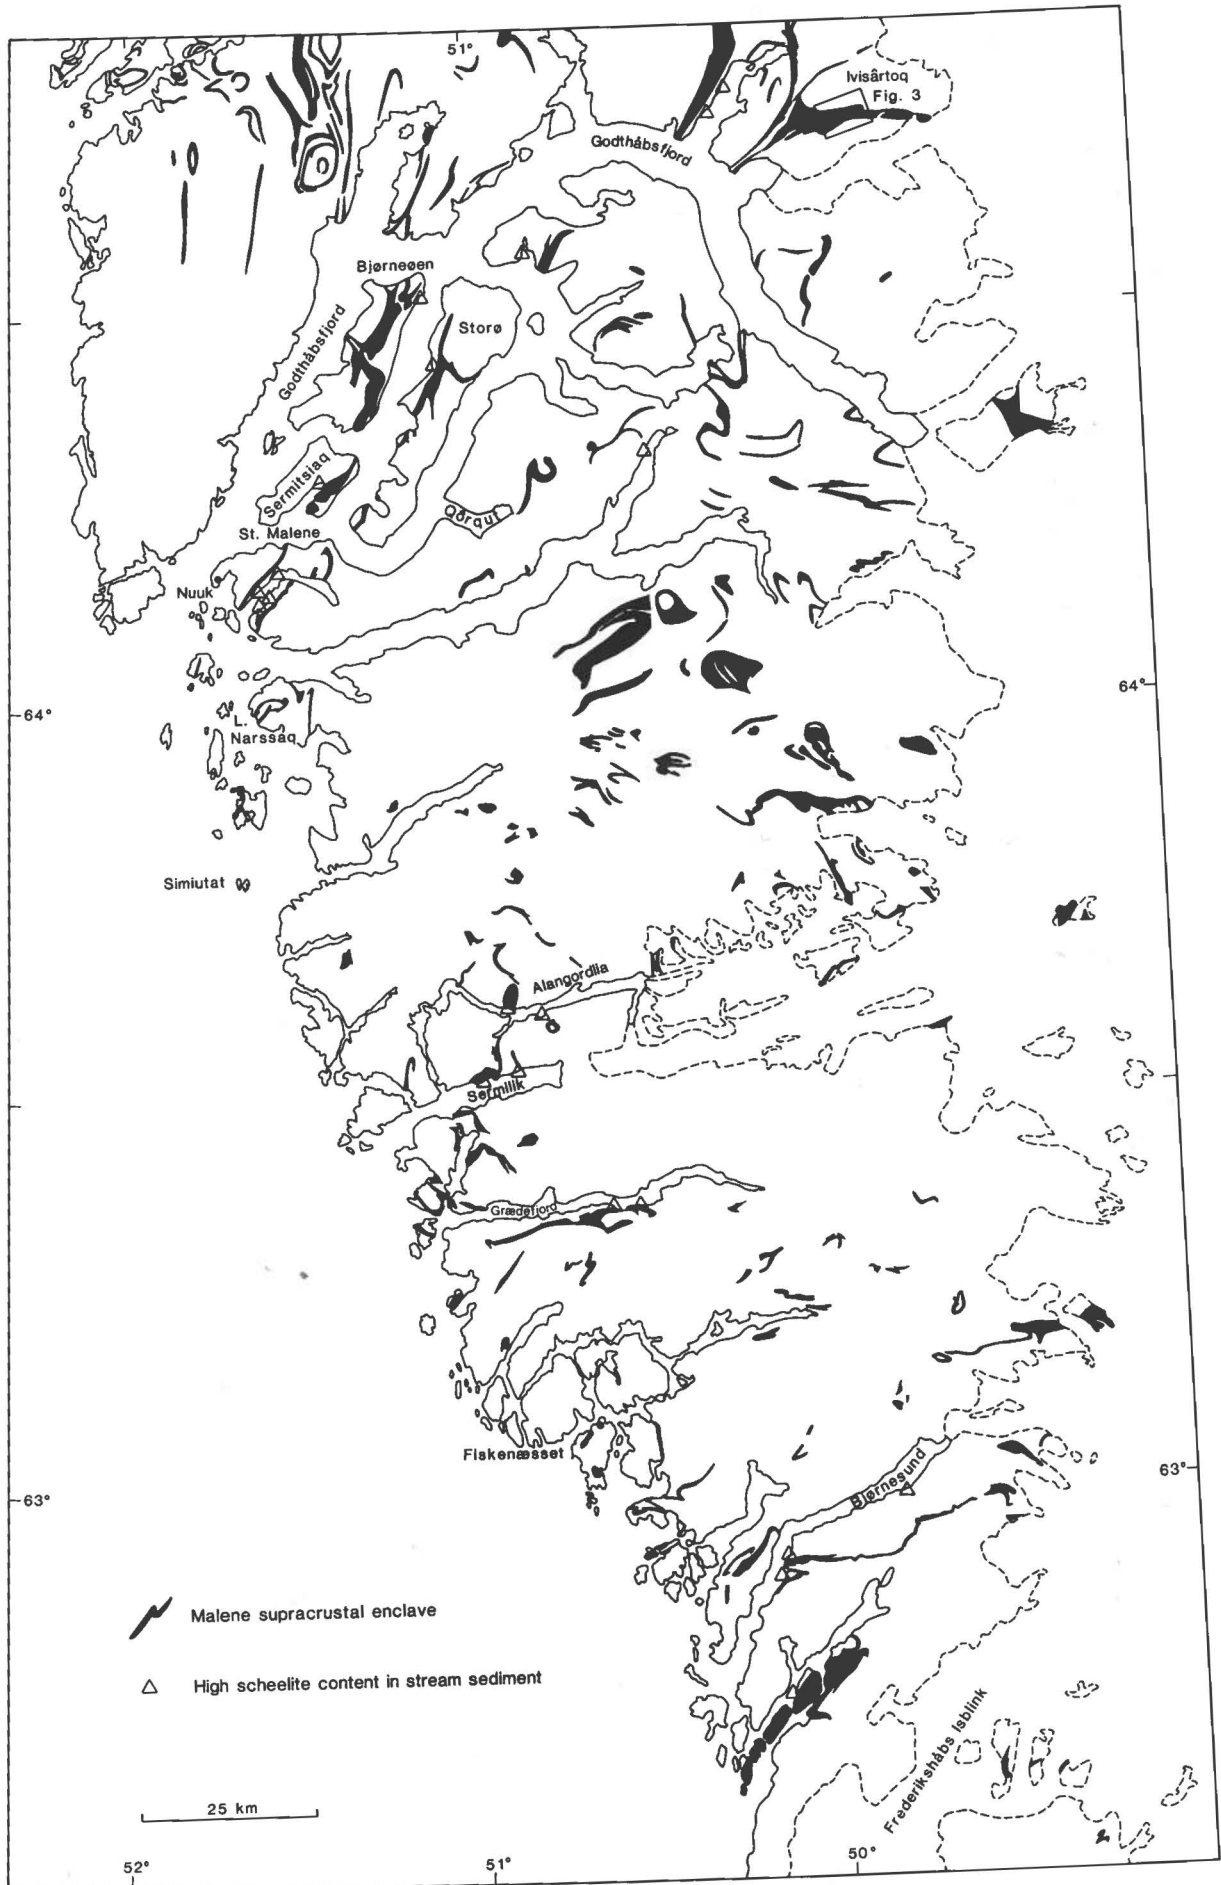 51°
Ivisârtoq
Fig. 3
Godthåbsfjord
Bjørneøen
Storø
Godthåbsfjord
Sermitsiaq
Qôrqut
St. Malene
Nuuk
64°
64°
L.
Narssaq
Simiutat
Alangordlia
Sermilik
Grædefjord
Fiskenæsset
Bjørnesund
63°
63°
Malene supracrustal enclave
High scheelite content in stream sediment
Frederikshåbs Isblink
25 km
52°
51°
50°